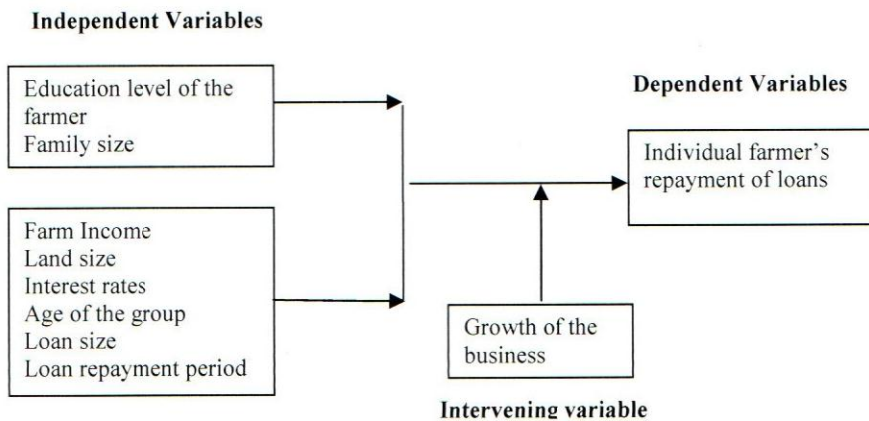 Independent Variables
Education level of the
farmer
Family size
Farm Income
Land size
Interest rates
Age of the group
Loan size
Loan repayment period
Dependent Variables
Individual farmer's
repayment of loans
Growth of the
business
Intervening variable